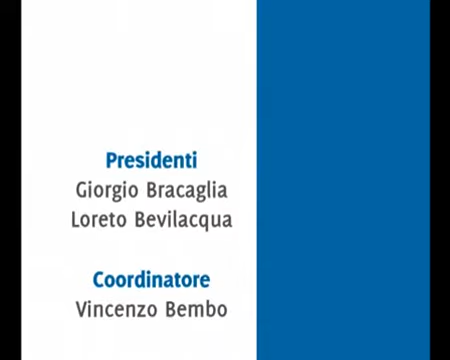 Presidenti
Giorgio Bracaglia
Loreto Bevilacqua
Coordinatore
Vincenzo Bembo